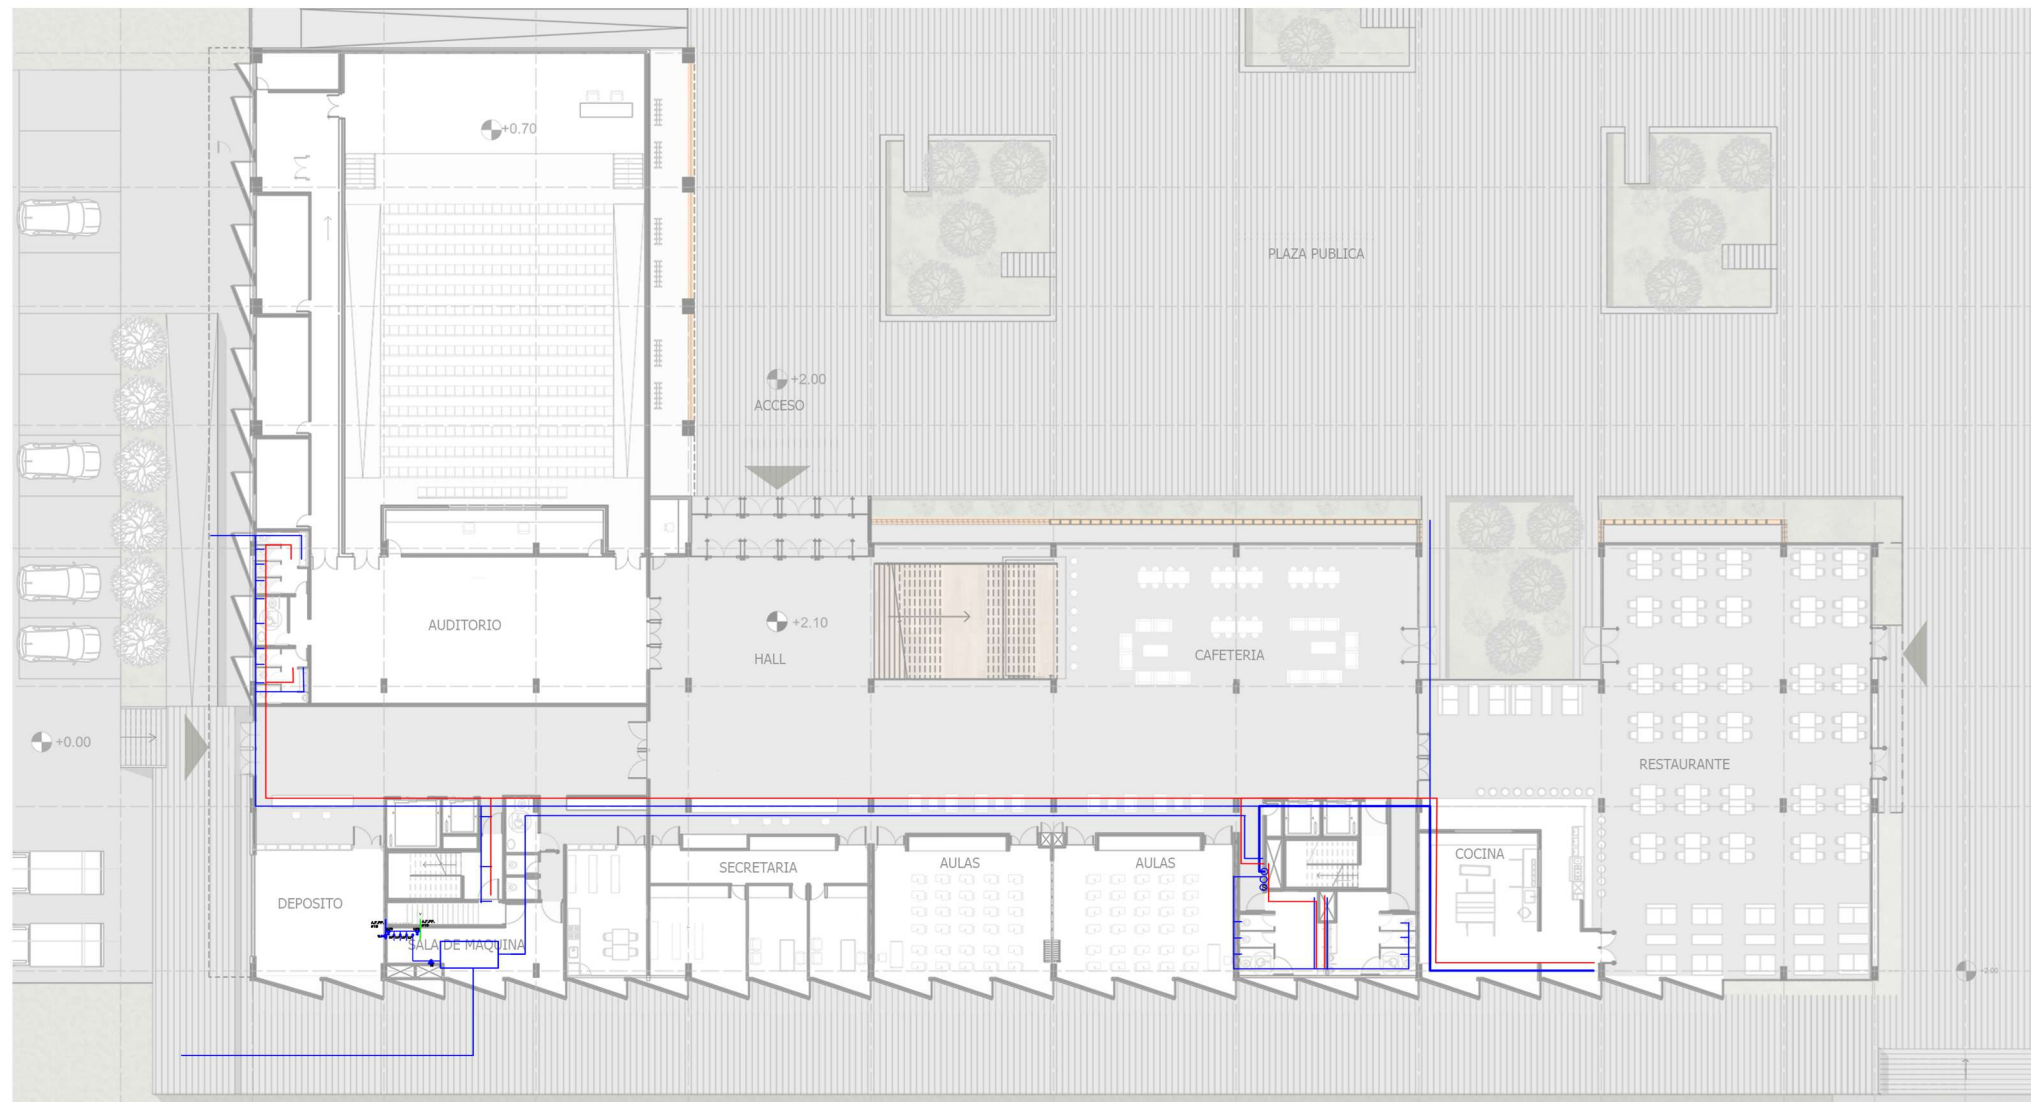 +0.70
PLAZA PUBLICA
+2.00
ACCESO
+2.10
AUDITORIO
HALL
CAFETERIA
+0.00
RESTAURANTE
COCINA
SECRETARIA
AULAS
AULAS
DEPOSITO
SALA DE MAQUINA